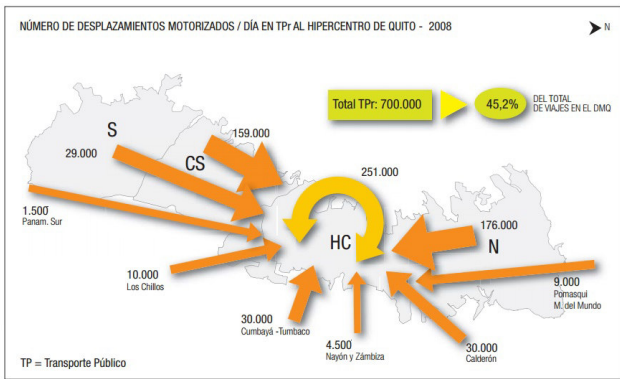 NÚMERO DE DESPLAZAMIENTOS MOTORIZADOS / DÍA EN TPr AL HIPERCENTRO DE QUITO - 2008
N
Total TPr: 700.000
45,2%
DEL TOTAL
DE VIAJES EN EL DMQ
S
29.000
CS
159.000
251.000
1.500
Panam. Sur
HC
176.000
N
10.000
Los Chillos
9.000
Pomasqui
M. del Mundo
30.000
Cumbayá -Tumbaco
4.500
Nayón y Zámbiza
30.000
Calderón
TP = Transporte Público